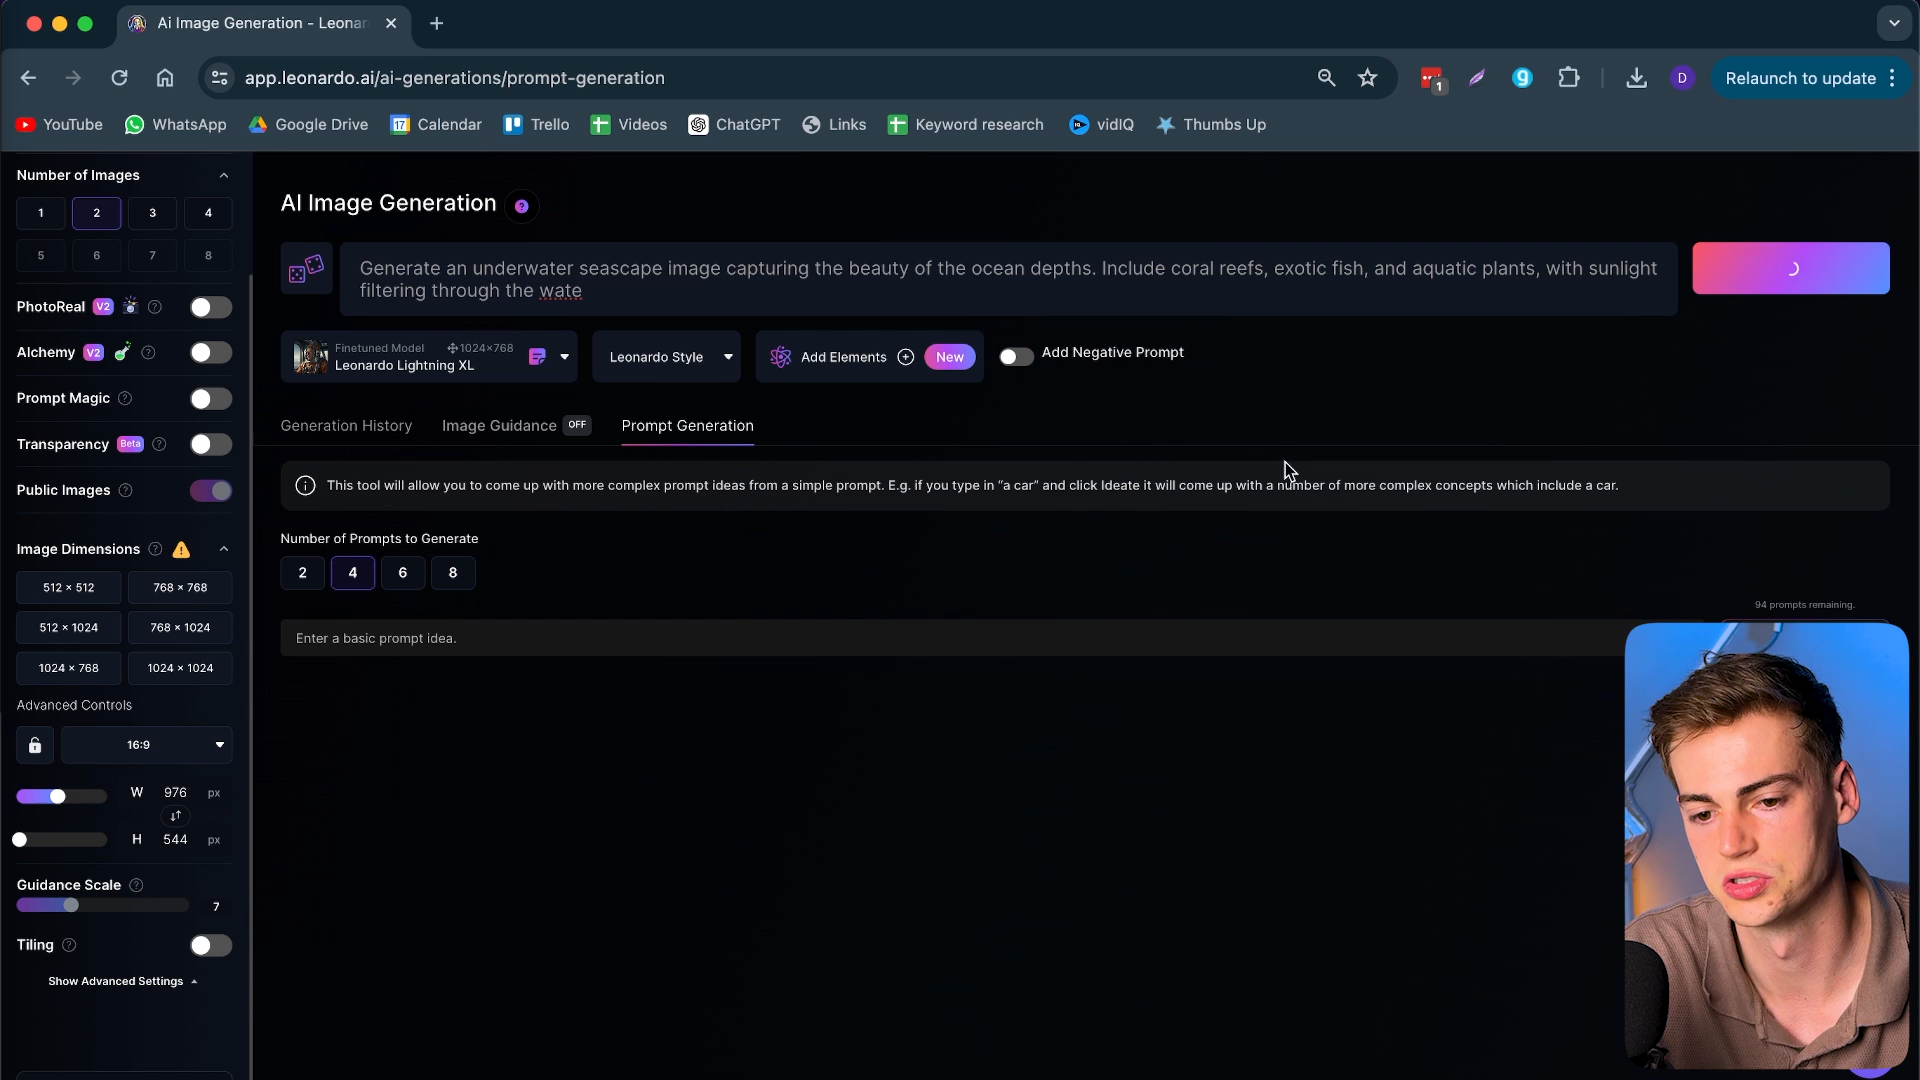 Ai Image Generation - Leonar
app.leonardo.ai/ai-generations/prompt-generation
1
D
Relaunch to update
YouTube
WhatsApp
Google Drive
17
Calendar
Trello
Videos
ChatGPT
Links
Keyword research
vidIQ
Thumbs Up
Number of Images
1
2
3
4
5
6
7
8
PhotoReal V2
Alchemy V2
Prompt Magic
Transparency Beta
Public Images
Image Dimensions
512 × 512
768 × 768
512 × 1024
768 × 1024
1024 × 768
1024 × 1024
Advanced Controls
16:9
W 976 px
H 544 px
Guidance Scale
7
Tiling
Show Advanced Settings
AI Image Generation
Generate an underwater seascape image capturing the beauty of the ocean depths. Include coral reefs, exotic fish, and aquatic plants, with sunlight
filtering through the wate
Finetuned Model 1024×768
Leonardo Lightning XL
Leonardo Style
Add Elements
New
Add Negative Prompt
Generation History
Image Guidance OFF
Prompt Generation
This tool will allow you to come up with more complex prompt ideas from a simple prompt. E.g. if you type in “a car” and click Ideate it will come up with a number of more complex concepts which include a car.
Number of Prompts to Generate
2
4
6
8
94 prompts remaining.
Enter a basic prompt idea.